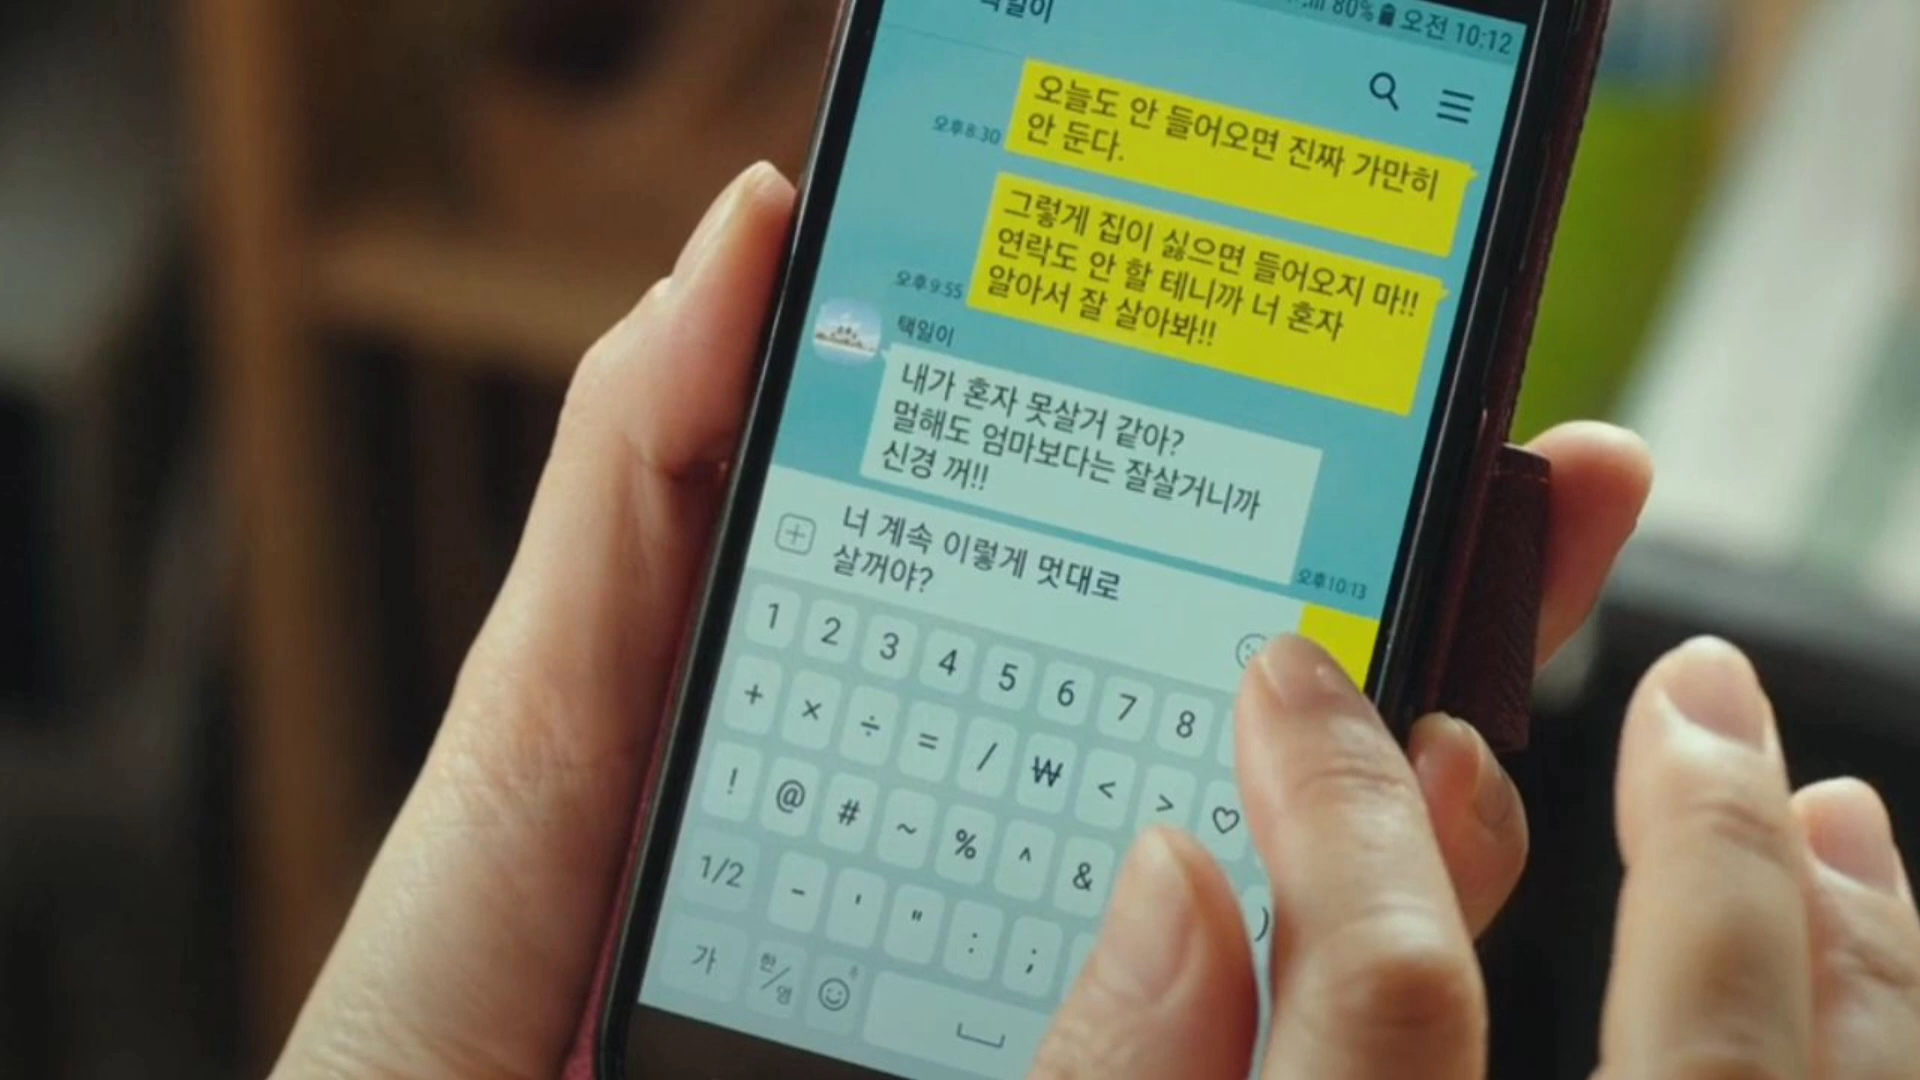 택일이
80% 오전 10:12
오늘도 안 들어오면 진짜 가만히
안 둔다.
오후 8:30
그렇게 집이 싫으면 들어오지 마!!
연락도 안 할 테니까 너 혼자
알아서 잘 살아봐!!
오후 9:55
택일이
내가 혼자 못살거 같아?
멀해도 엄마보다는 잘살거니까
신경 꺼!!
오후 10:13
너 계속 이렇게 멋대로
살꺼야?
1 2 3 4 5 6 7 8
+ × ÷ = / ₩ < > ♡
! @ # ~ % ^ & )
1/2 - ' " : ;
가 한/영